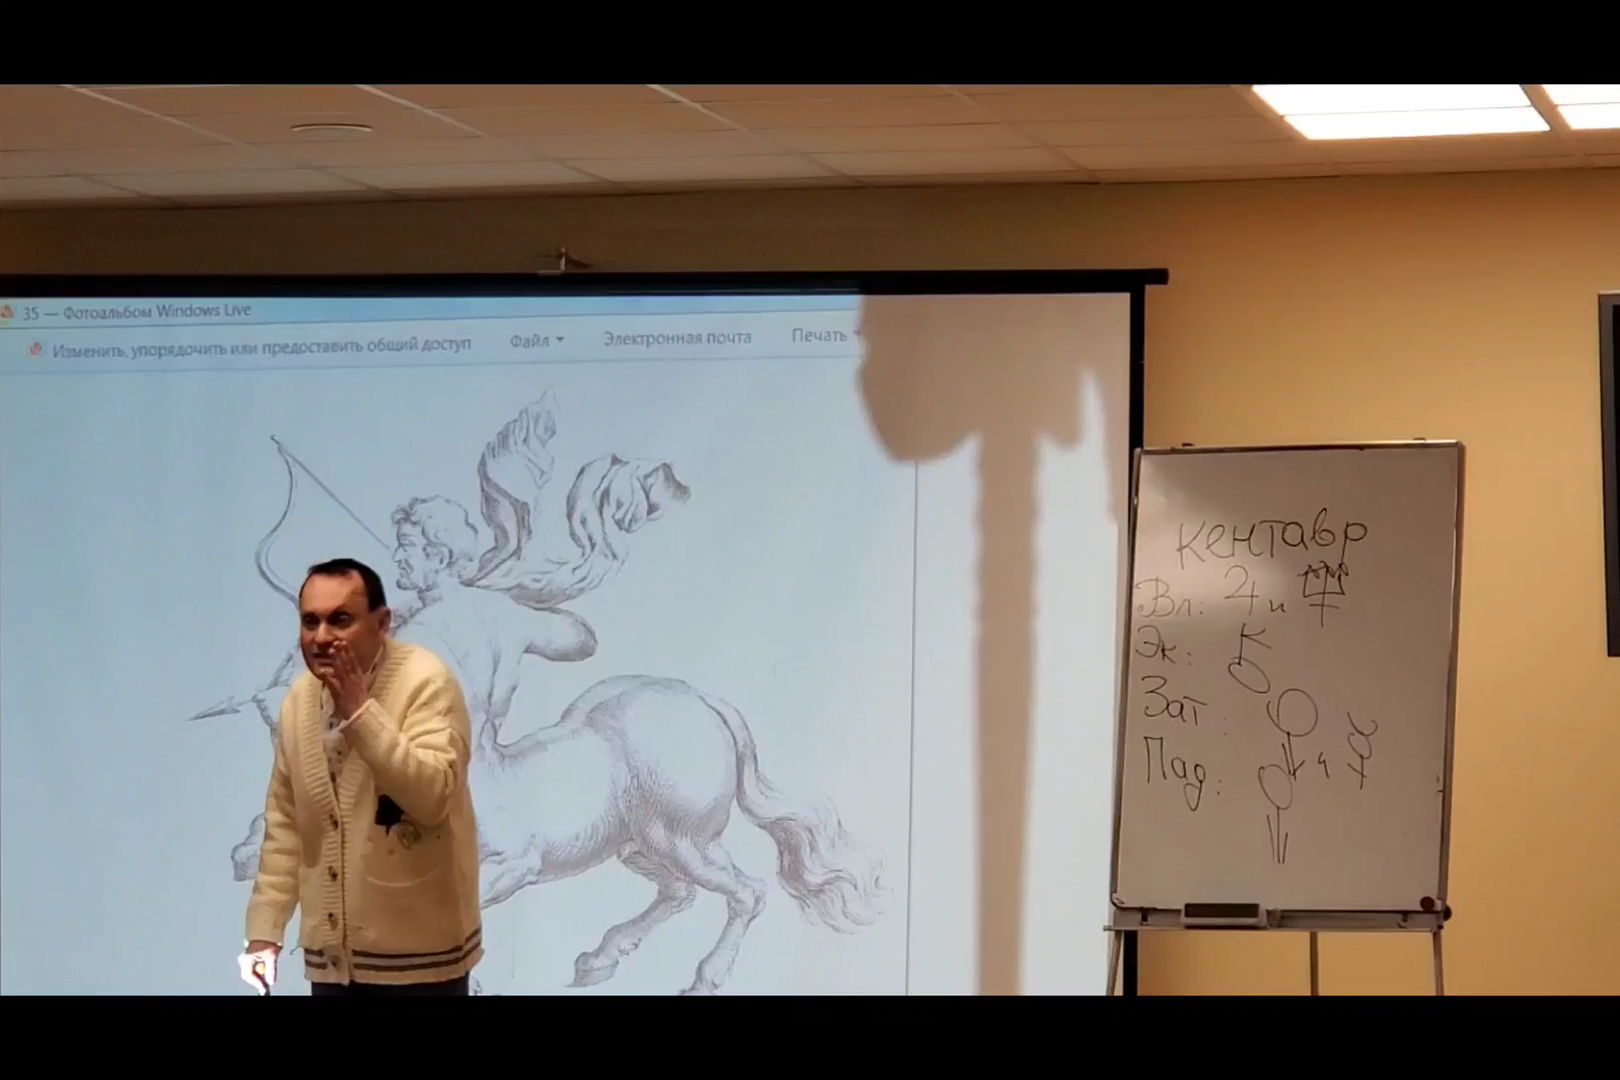 35 — Фотоальбом Windows Live
Изменить, упорядочить или предоставить общий доступ Файл Электронная почта Печать
кентавр
Вл: ♃ и
Эк:
Зат
Пад: